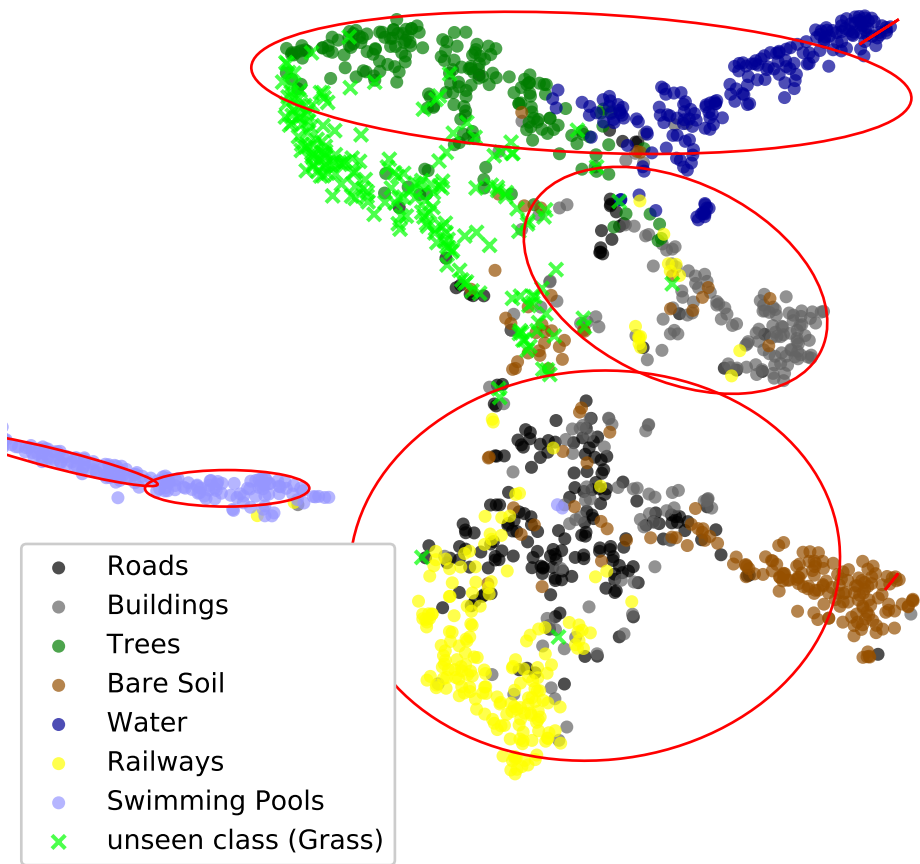 Roads
Buildings
Trees
Bare Soil
Water
Railways
Swimming Pools
unseen class (Grass)